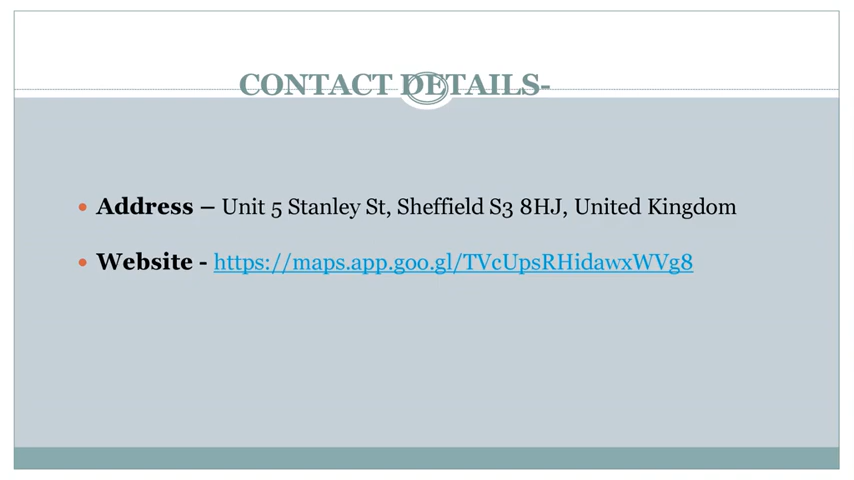 CONTACT DETAILS-
Address – Unit 5 Stanley St, Sheffield S3 8HJ, United Kingdom
Website - https://maps.app.goo.gl/TVcUpsRHidawxWVg8